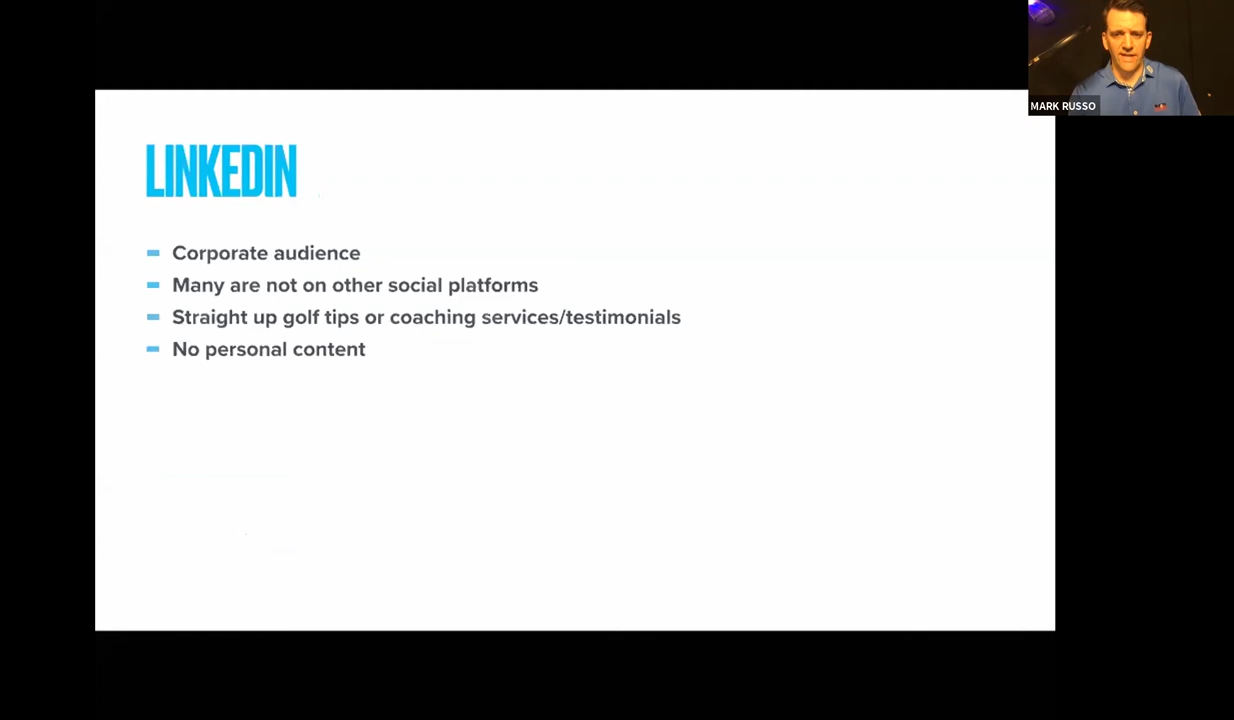 MARK RUSSO
LINKEDIN
Corporate audience
Many are not on other social platforms
Straight up golf tips or coaching services/testimonials
No personal content